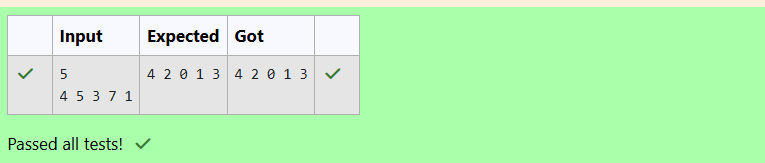 Input Expected Got
5 4 2 0 1 3 4 2 0 1 3
4 5 3 7 1
Passed all tests!